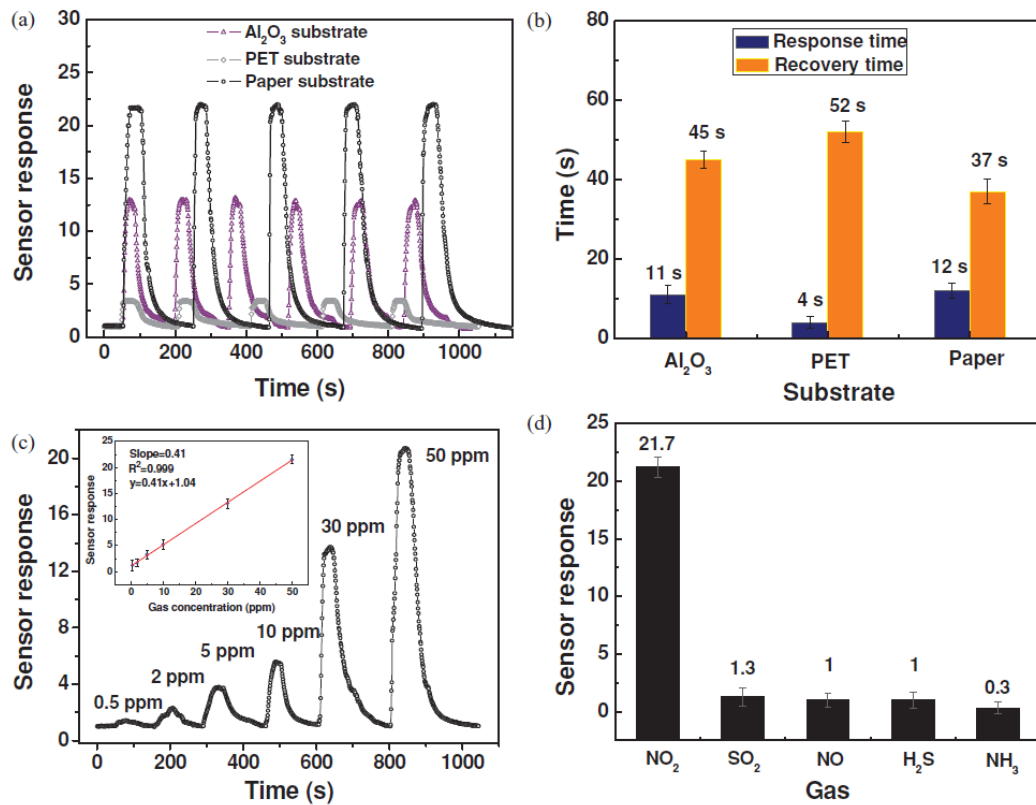 (a)
30
25
20
15
10
5
0
Sensor response
Al₂O₃ substrate
PET substrate
Paper substrate
0 200 400 600 800 1000
Time (s)
(b)
80
60
40
20
0
Time (s)
Response time
Recovery time
45 s
52 s
37 s
11 s
4 s
12 s
Al₂O₃ PET Paper
Substrate
(c)
20
16
12
8
4
0
Sensor response
Slope=0.41
R²=0.999
y=0.41x+1.04
25
20
15
10
5
0
Sensor response
0 10 20 30 40 50
Gas concentration (ppm)
0.5 ppm
2 ppm
5 ppm
10 ppm
30 ppm
50 ppm
0 200 400 600 800 1000
Time (s)
(d)
25
20
15
10
5
0
Sensor response
21.7
1.3
1
1
0.3
NO₂ SO₂ NO H₂S NH₃
Gas